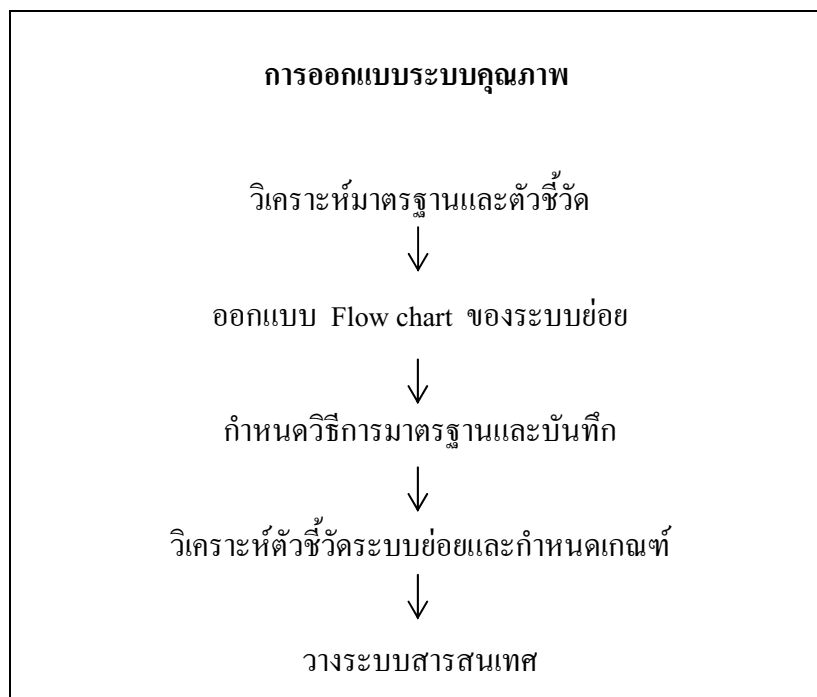 การออกแบบระบบคุณภาพ
วิเคราะห์มาตรฐานและตัวชี้วัด
ออกแบบ Flow chart ของระบบย่อย
กำหนดวิธีการมาตรฐานและบันทึก
วิเคราะห์ตัวชี้วัดระบบย่อยและกำหนดเกณฑ์
วางระบบสารสนเทศ